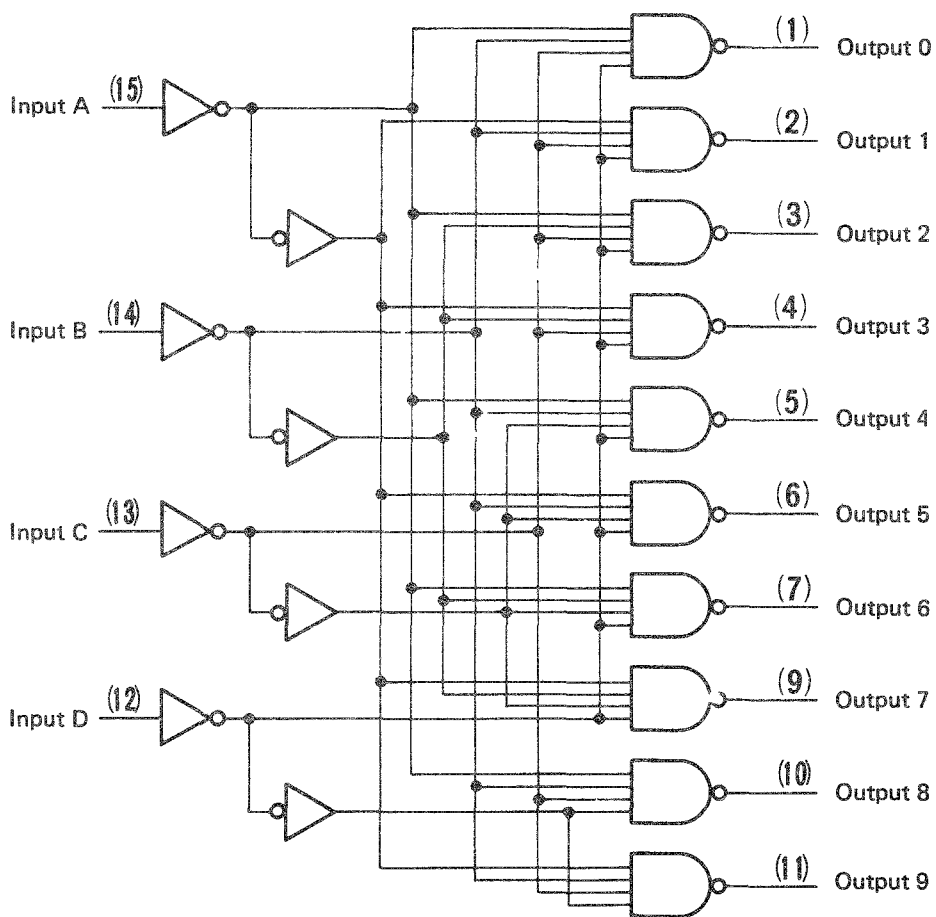 (1) Output 0
Input A (15)
(2) Output 1
(3) Output 2
Input B (14)
(4) Output 3
(5) Output 4
Input C (13)
(6) Output 5
(7) Output 6
Input D (12)
(9) Output 7
(10) Output 8
(11) Output 9